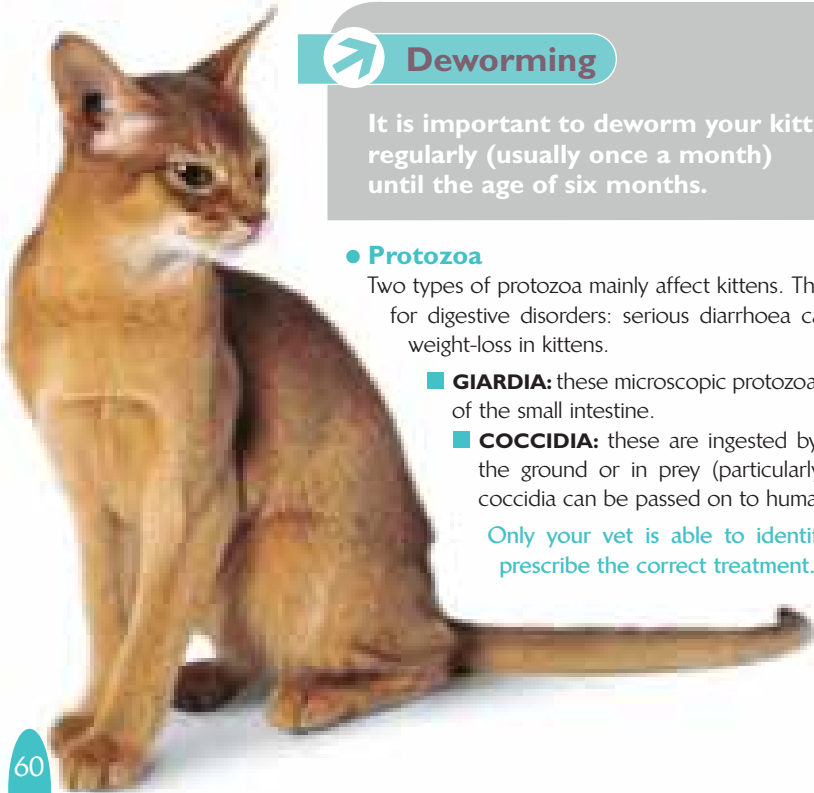 Deworming
It is important to deworm your kitt
regularly (usually once a month)
until the age of six months.
• Protozoa
Two types of protozoa mainly affect kittens. Th
for digestive disorders: serious diarrhoea ca
weight-loss in kittens.
GIARDIA: these microscopic protozoa
of the small intestine.
COCCIDIA: these are ingested by
the ground or in prey (particularly
coccidia can be passed on to huma
Only your vet is able to identif
prescribe the correct treatment.
60